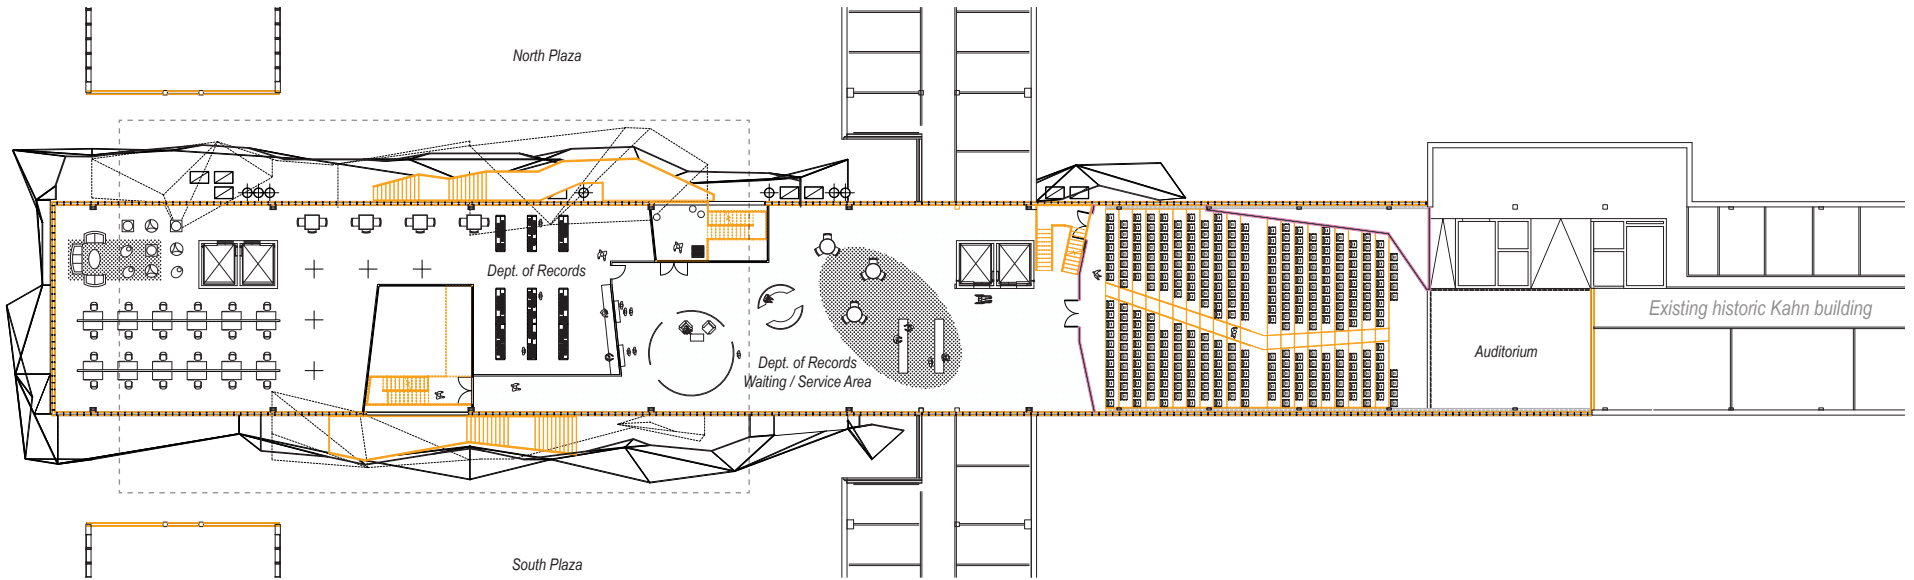 North Plaza
Dept. of Records
Existing historic Kahn building
Auditorium
Dept. of Records
Waiting / Service Area
South Plaza